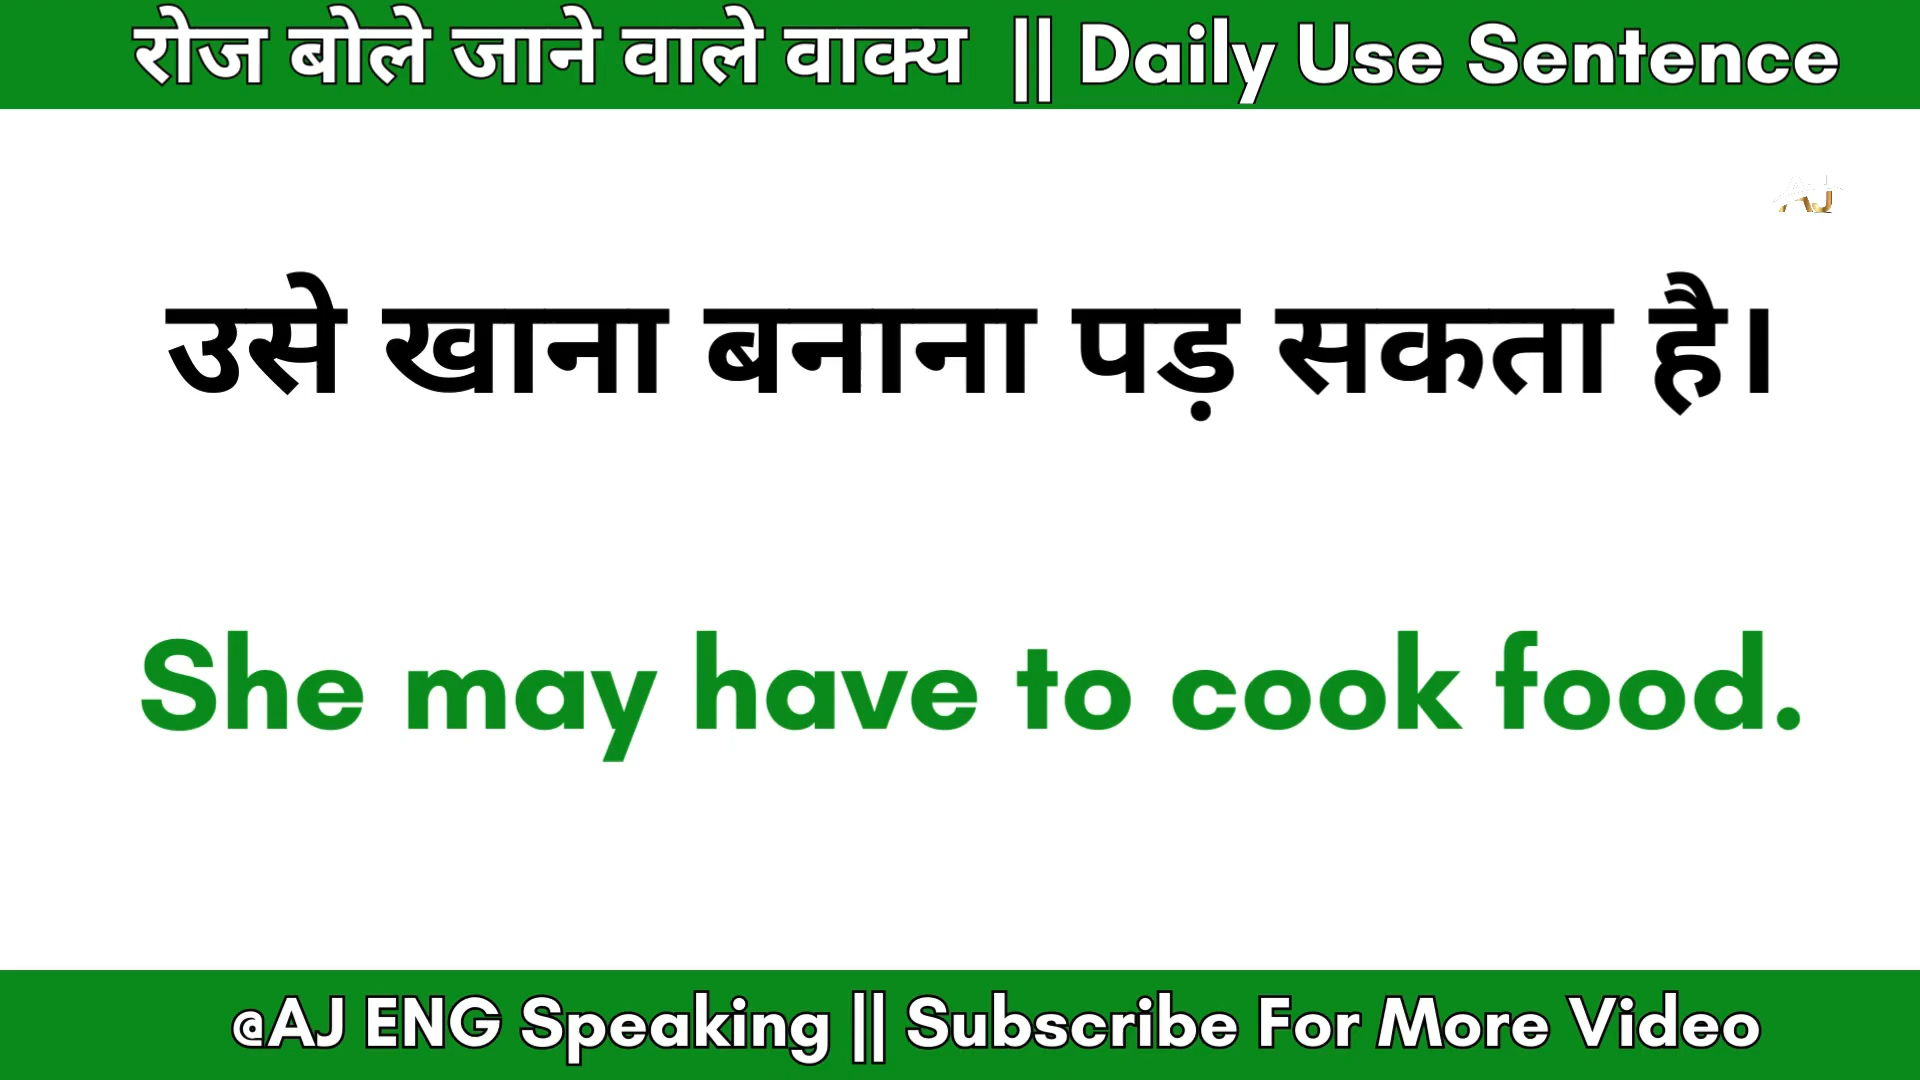 रोज बोले जाने वाले वाक्य || Daily Use Sentence
AJ
उसे खाना बनाना पड़ सकता है।
She may have to cook food.
@AJ ENG Speaking || Subscribe For More Video